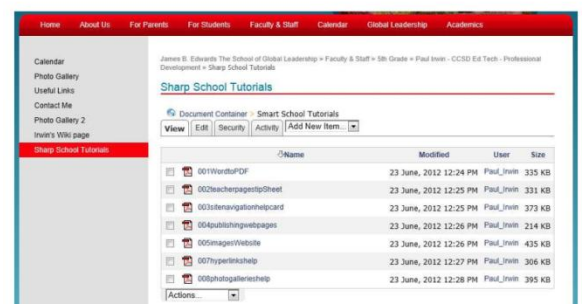 Home About Us For Parents For Students Faculty & Staff Calendar Global Leadership Academics
Calendar
Photo Gallery
Useful Links
Contact Me
Photo Gallery 2
Irwin's Wiki page
Sharp School Tutorials
James B. Edwards The School of Global Leadership » Faculty & Staff » 5th Grade » Paul Irwin - CCSD Ed Tech - Professional
Development » Sharp School Tutorials
Sharp School Tutorials
Document Container > Smart School Tutorials
View Edit Security Activity Add New Item...
Name Modified User Size
001WordtoPDF 23 June, 2012 12:24 PM Paul_Irwin 335 KB
002teacherpagestipSheet 23 June, 2012 12:25 PM Paul_Irwin 331 KB
003sitenavigationhelpcard 23 June, 2012 12:25 PM Paul_Irwin 373 KB
004publishingwebpages 23 June, 2012 12:26 PM Paul_Irwin 214 KB
005imagesWebsite 23 June, 2012 12:26 PM Paul_Irwin 435 KB
007hyperlinkshelp 23 June, 2012 12:27 PM Paul_Irwin 306 KB
008photogallerieshelp 23 June, 2012 12:28 PM Paul_Irwin 395 KB
Actions...